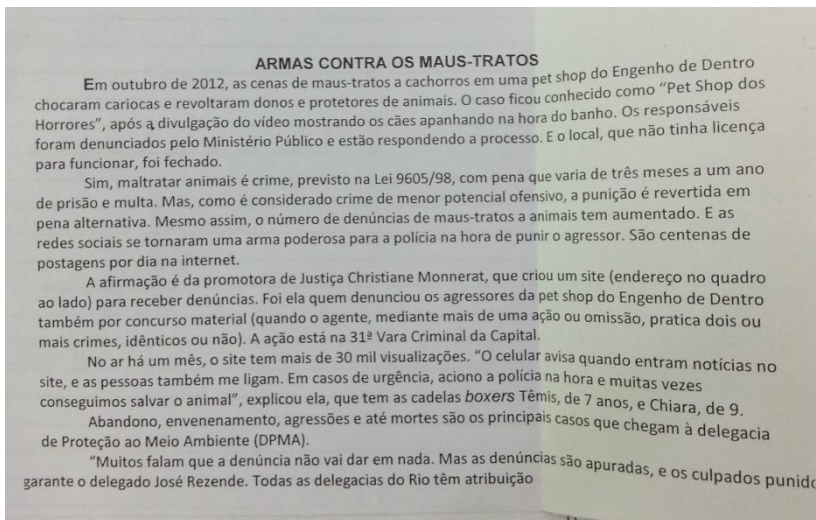 ARMAS CONTRA OS MAUS-TRATOS
Em outubro de 2012, as cenas de maus-tratos a cachorros em uma pet shop do Engenho de Dentro
chocaram cariocas e revoltaram donos e protetores de animais. O caso ficou conhecido como “Pet Shop dos
Horrores”, após a divulgação do vídeo mostrando os cães apanhando na hora do banho. Os responsáveis
foram denunciados pelo Ministério Público e estão respondendo a processo. E o local, que não tinha licença
para funcionar, foi fechado.
Sim, maltratar animais é crime, previsto na Lei 9605/98, com pena que varia de três meses a um ano
de prisão e multa. Mas, como é considerado crime de menor potencial ofensivo, a punição é revertida em
pena alternativa. Mesmo assim, o número de denúncias de maus-tratos a animais tem aumentado. E as
redes sociais se tornaram uma arma poderosa para a polícia na hora de punir o agressor. São centenas de
postagens por dia na internet.
A afirmação é da promotora de Justiça Christiane Monnerat, que criou um site (endereço no quadro
ao lado) para receber denúncias. Foi ela quem denunciou os agressores da pet shop do Engenho de Dentro
também por concurso material (quando o agente, mediante mais de uma ação ou omissão, pratica dois ou
mais crimes, idênticos ou não). A ação está na 31ª Vara Criminal da Capital.
No ar há um mês, o site tem mais de 30 mil visualizações. “O celular avisa quando entram notícias no
site, e as pessoas também me ligam. Em casos de urgência, aciono a polícia na hora e muitas vezes
conseguimos salvar o animal”, explicou ela, que tem as cadelas boxers Têmis, de 7 anos, e Chiara, de 9.
Abandono, envenenamento, agressões e até mortes são os principais casos que chegam à delegacia
de Proteção ao Meio Ambiente (DPMA).
“Muitos falam que a denúncia não vai dar em nada. Mas as denúncias são apuradas, e os culpados punido
garante o delegado José Rezende. Todas as delegacias do Rio têm atribuição